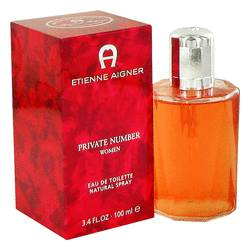 ETIENNE AIGNER
PRIVATE NUMBER
WOMEN
EAU DE TOILETTE
NATURAL SPRAY
3.4 FL.OZ - 100 ml ℮